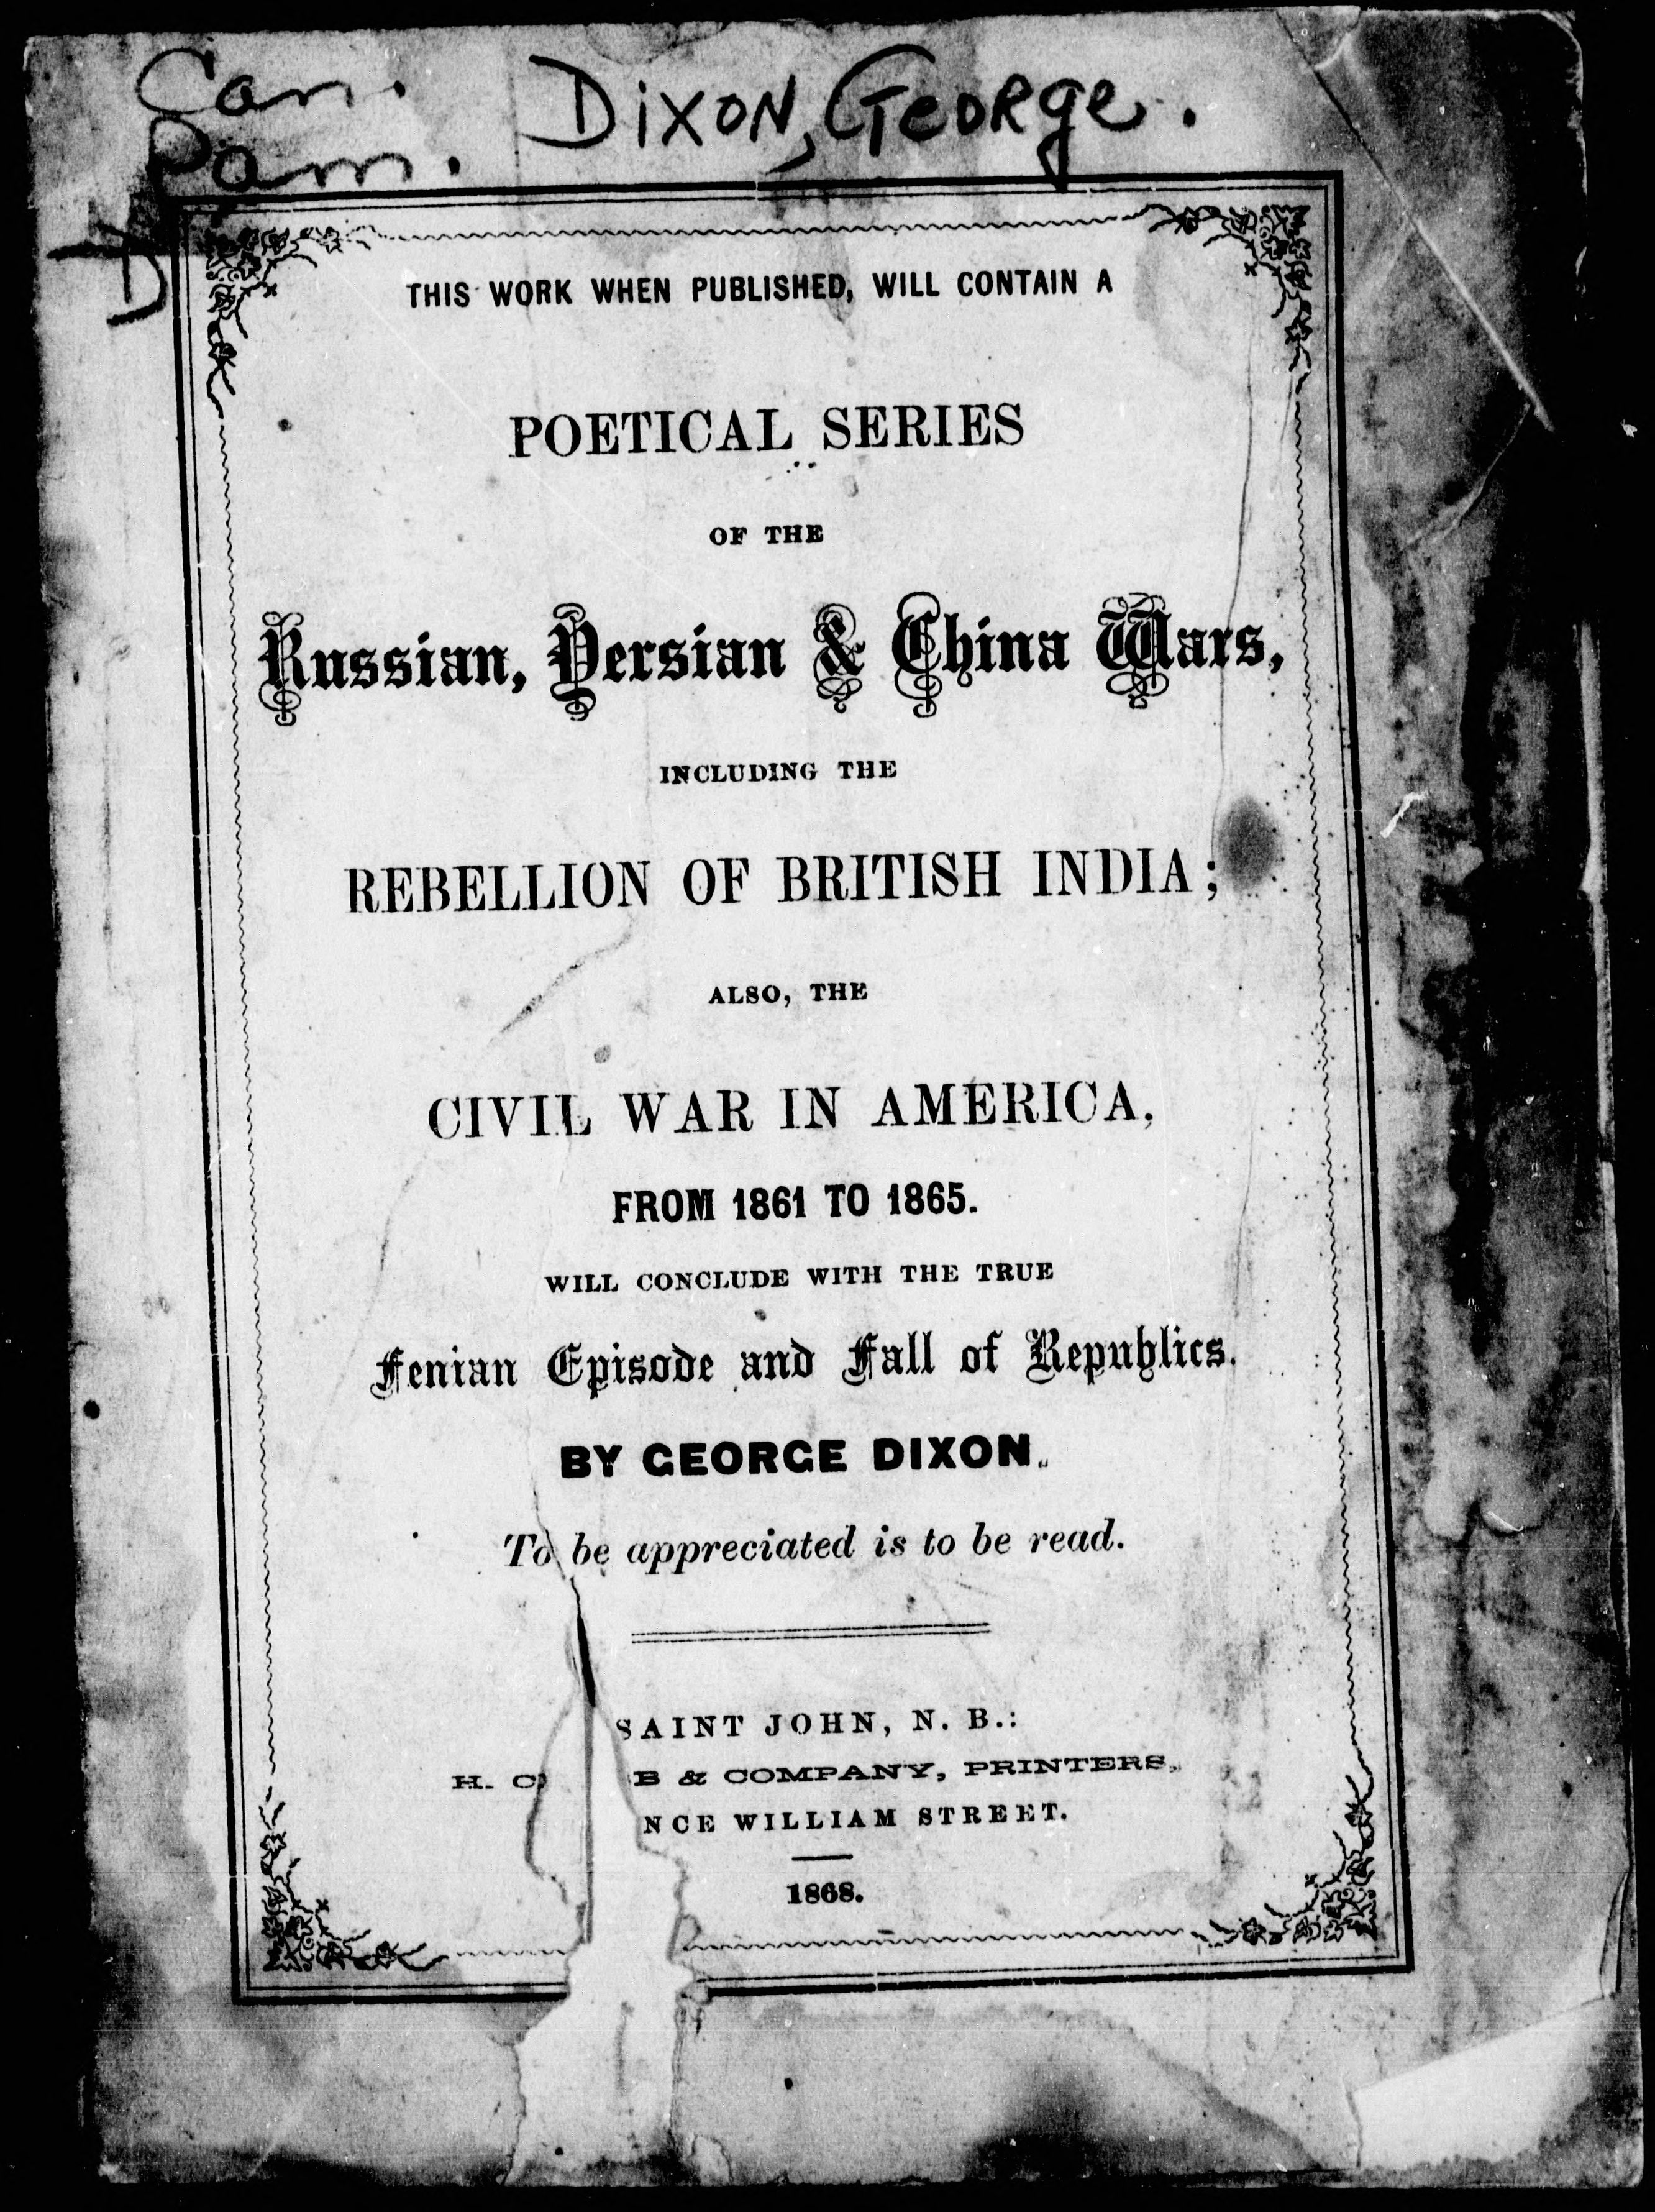 Can. Dixon, George.
Pam.
D
THIS WORK WHEN PUBLISHED, WILL CONTAIN A
POETICAL SERIES
OF THE
Russian, Persian & China Wars,
INCLUDING THE
REBELLION OF BRITISH INDIA;
ALSO, THE
CIVIL WAR IN AMERICA,
FROM 1861 TO 1865.
WILL CONCLUDE WITH THE TRUE
Fenian Episode and Fall of Republics.
BY GEORGE DIXON.
To be appreciated is to be read.
SAINT JOHN, N. B.:
H. C B & COMPANY, PRINTERS,
NCE WILLIAM STREET.
1868.